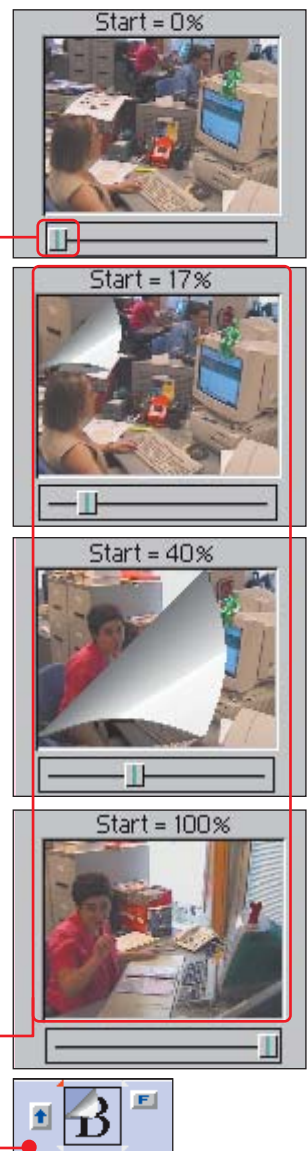 Start = 0%
Start = 17%
Start = 40%
Start = 100%
B
F